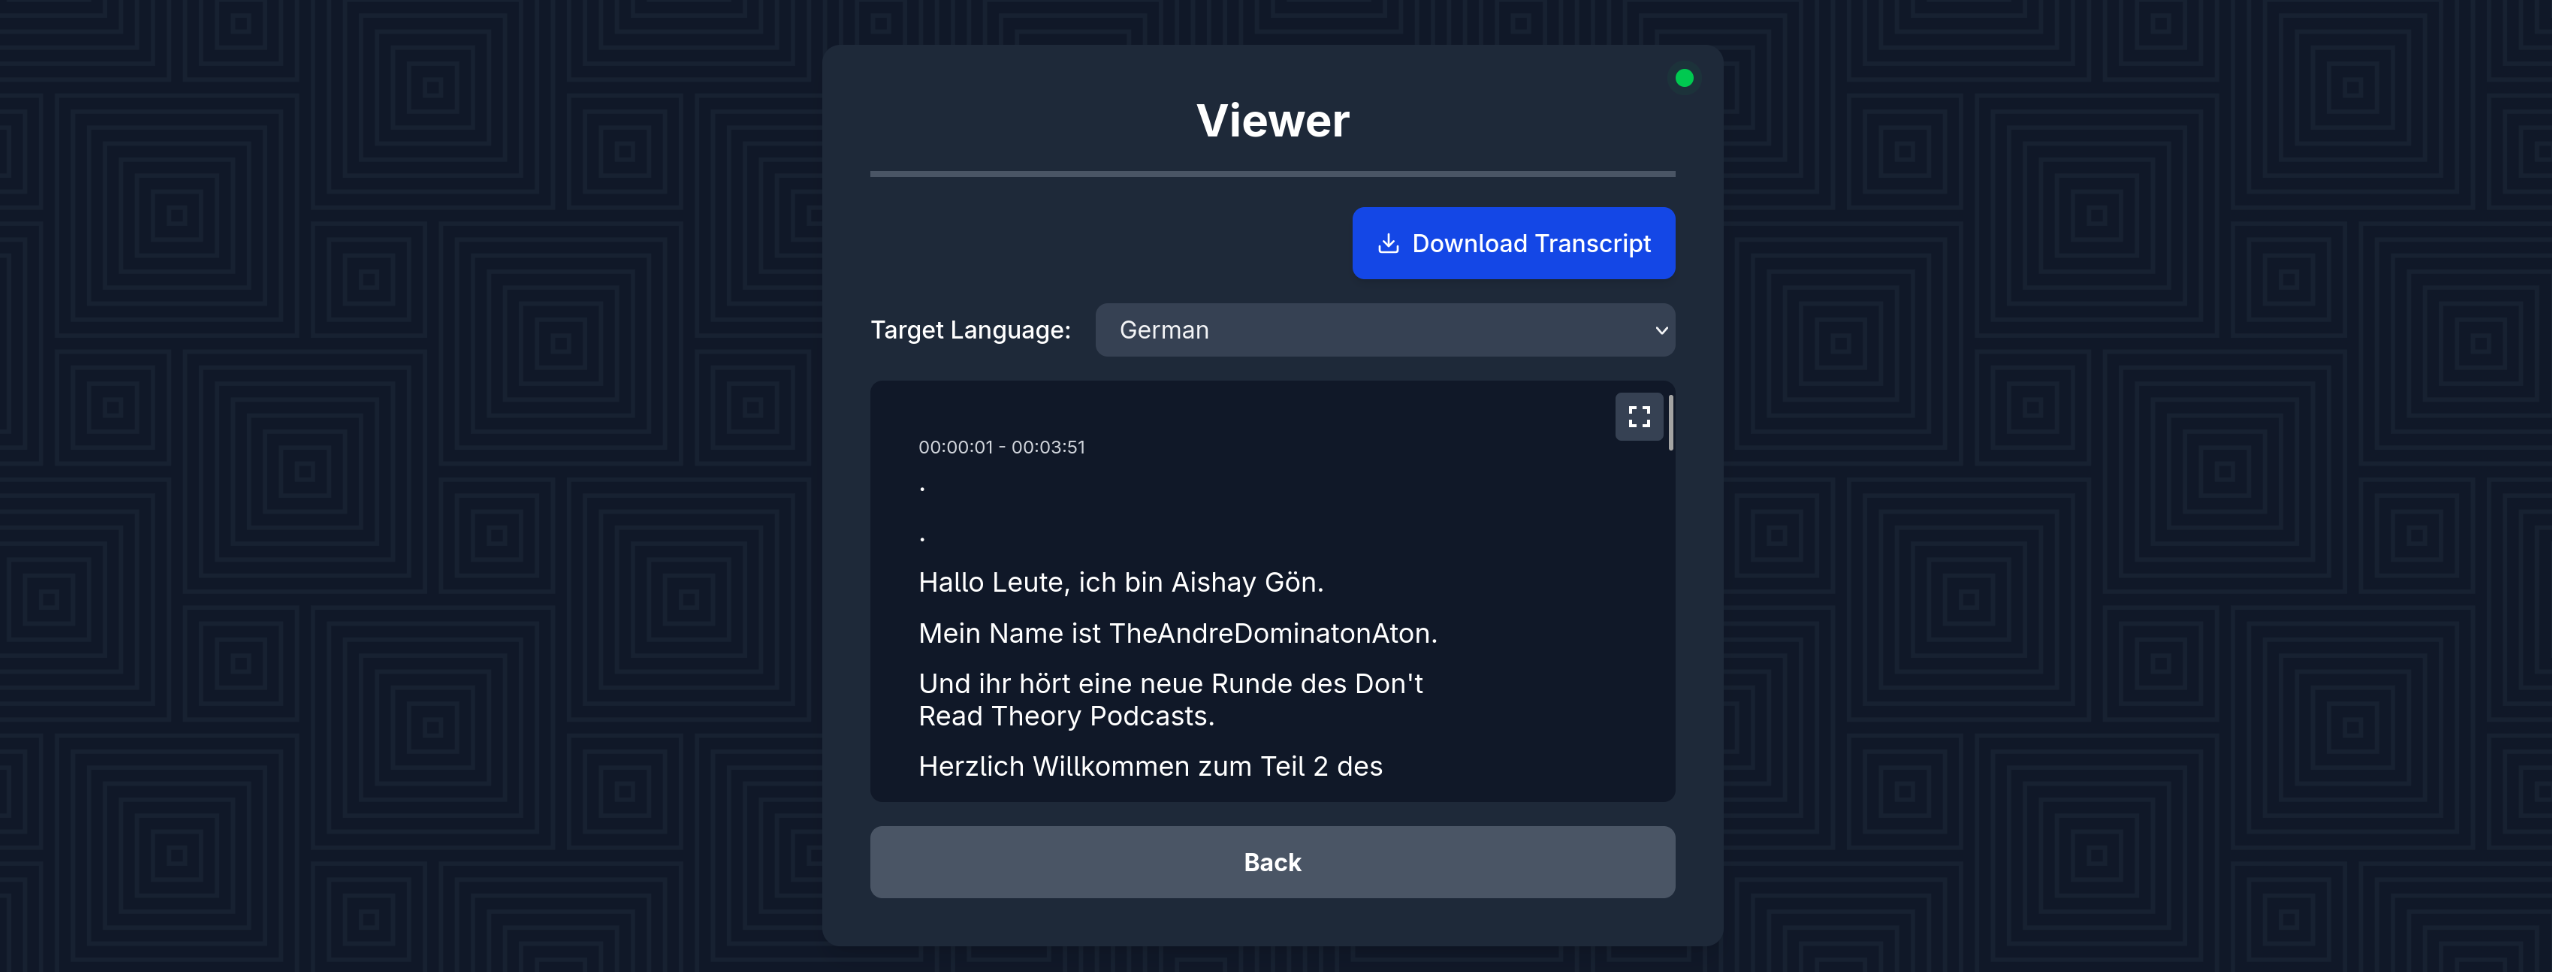 Viewer
Download Transcript
Target Language:
German
00:00:01 - 00:03:51
.
.
Hallo Leute, ich bin Aishay Gön.
Mein Name ist TheAndreDominatonAton.
Und ihr hört eine neue Runde des Don't
Read Theory Podcasts.
Herzlich Willkommen zum Teil 2 des
Back